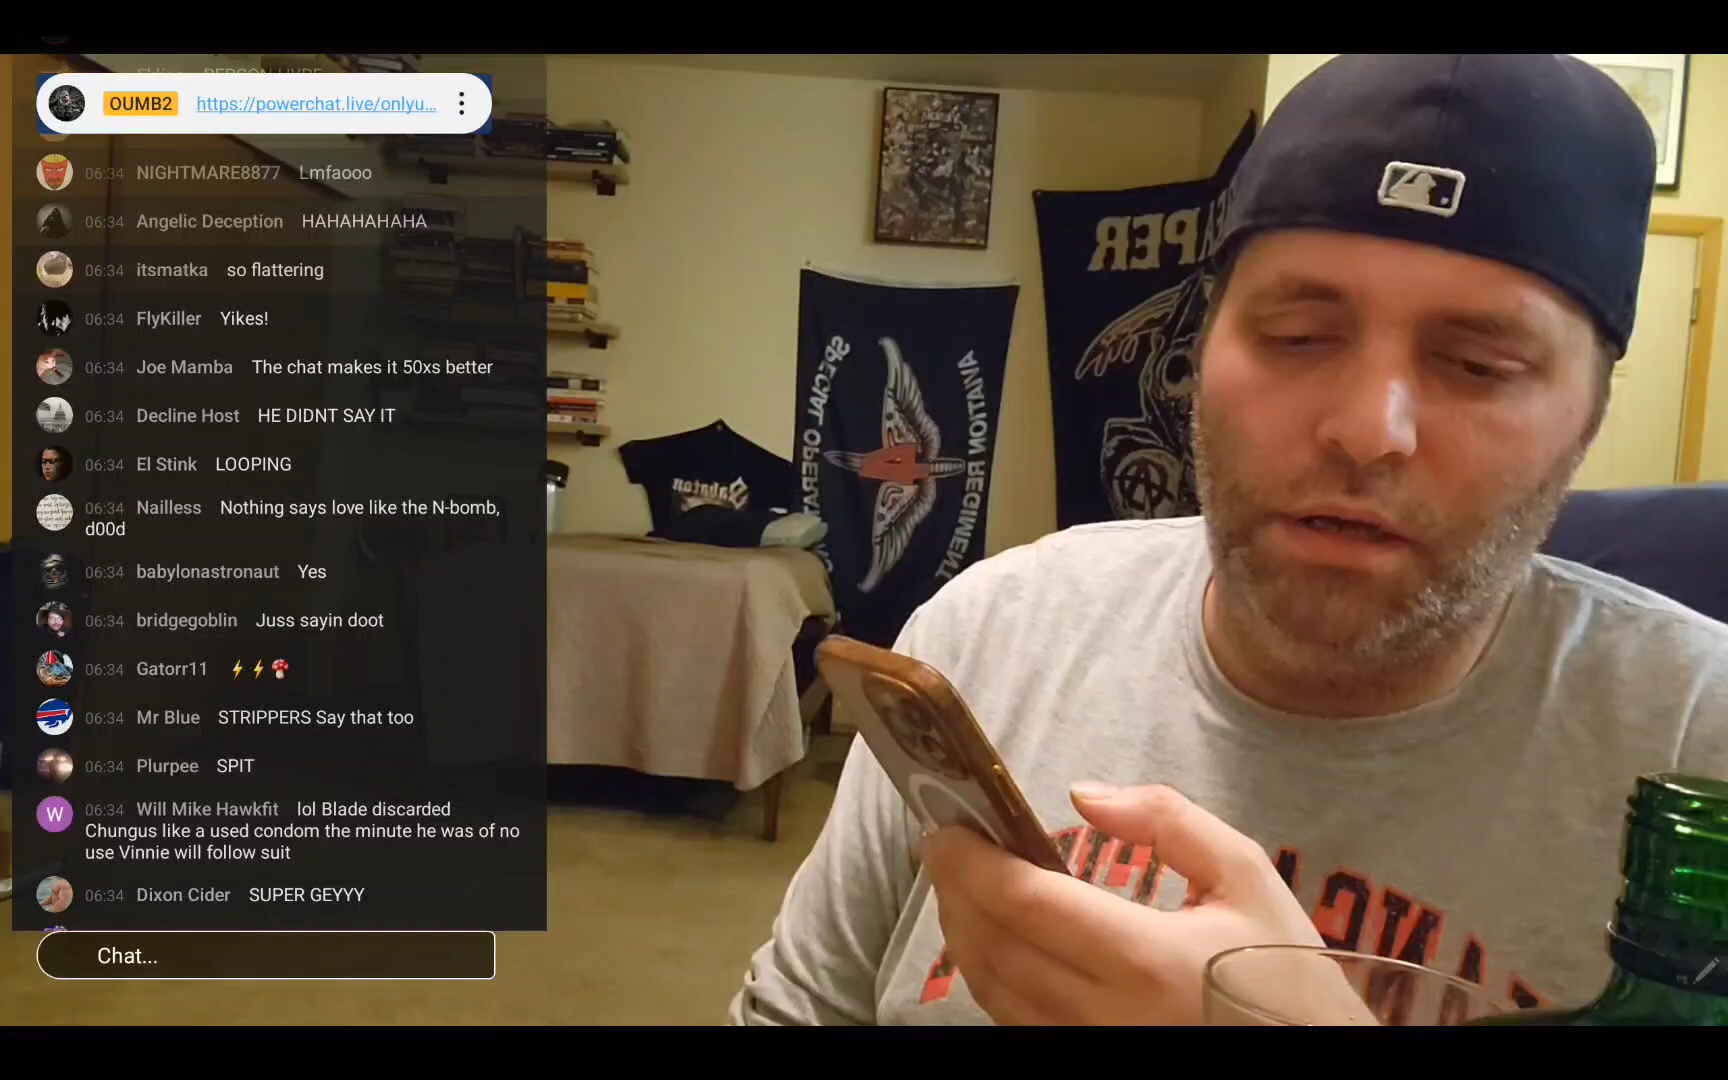 OUMB2 https://powerchat.live/onlyu...
06:34 NIGHTMARE8877 Lmfaooo
06:34 Angelic Deception HAHAHAHAHA
06:34 itsmatka so flattering
06:34 FlyKiller Yikes!
06:34 Joe Mamba The chat makes it 50xs better
06:34 Decline Host HE DIDNT SAY IT
06:34 El Stink LOOPING
06:34 Nailless Nothing says love like the N-bomb,
d00d
06:34 babylonastronaut Yes
06:34 bridgegoblin Juss sayin doot
06:34 Gatorr11 ⚡⚡🍄
06:34 Mr Blue STRIPPERS Say that too
06:34 Plurpee SPIT
W 06:34 Will Mike Hawkfit lol Blade discarded
Chungus like a used condom the minute he was of no
use Vinnie will follow suit
06:34 Dixon Cider SUPER GEYYY
Chat...
REAPER
SPECIAL
AVIATION REGIMENT
Sabaton